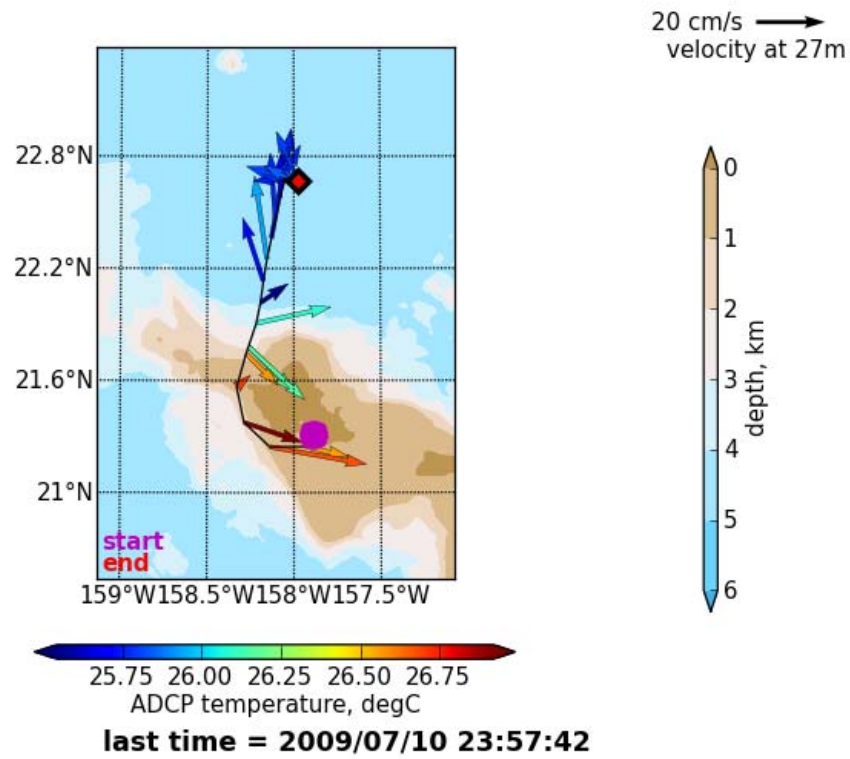 20 cm/s
velocity at 27m
22.8°N
22.2°N
21.6°N
21°N
start
end
159°W158.5°W158°W157.5°W
0
1
2
3
4
5
6
depth, km
25.75 26.00 26.25 26.50 26.75
ADCP temperature, degC
last time = 2009/07/10 23:57:42